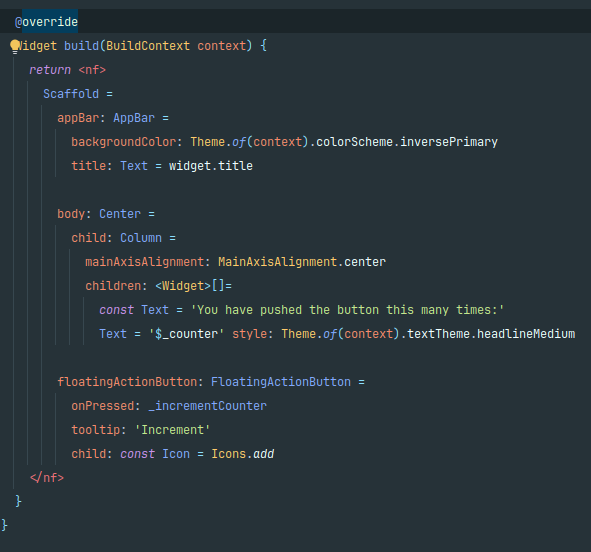 @override
Widget build(BuildContext context) {
return <nf>
Scaffold =
appBar: AppBar =
backgroundColor: Theme.of(context).colorScheme.inversePrimary
title: Text = widget.title
body: Center =
child: Column =
mainAxisAlignment: MainAxisAlignment.center
children: <Widget>[]=
const Text = 'You have pushed the button this many times:'
Text = '$_counter' style: Theme.of(context).textTheme.headlineMedium
floatingActionButton: FloatingActionButton =
onPressed: _incrementCounter
tooltip: 'Increment'
child: const Icon = Icons.add
</nf>
}
}